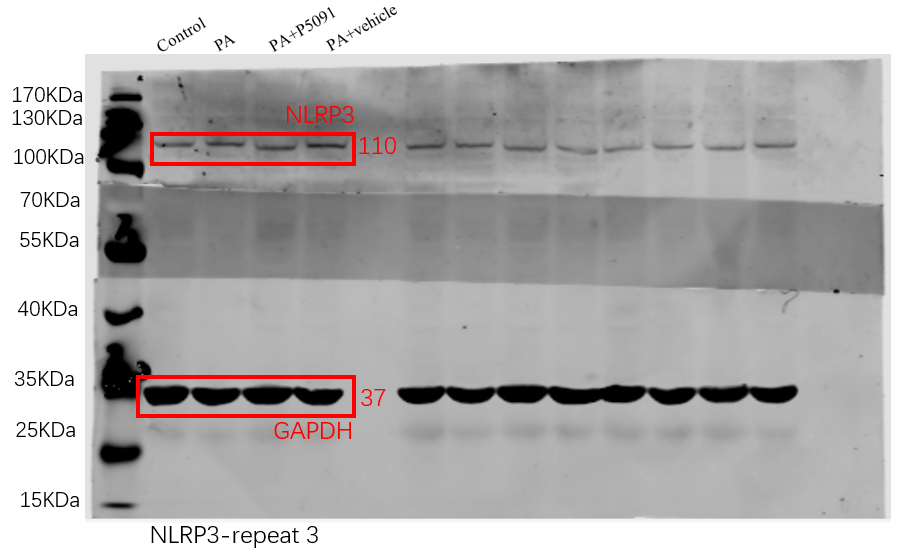 Control
PA
PA+P5091
PA+vehicle
170KDa
130KDa
NLRP3
110
100KDa
70KDa
55KDa
40KDa
35KDa
37
25KDa
GAPDH
15KDa
NLRP3-repeat 3